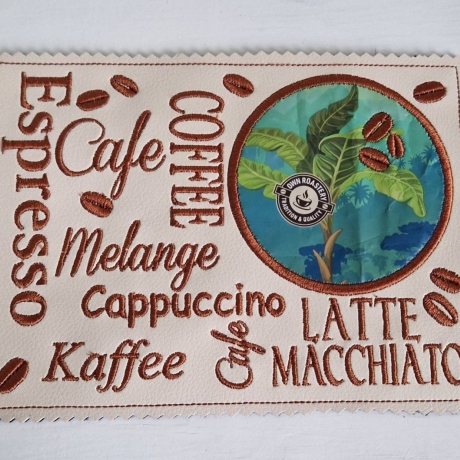 Espresso
Cafe
COFFEE
Melange
Cappuccino
Kaffee
Cafe
LATTE
MACCHIATO
OWN ROASTERY
TRADITION & QUALITY